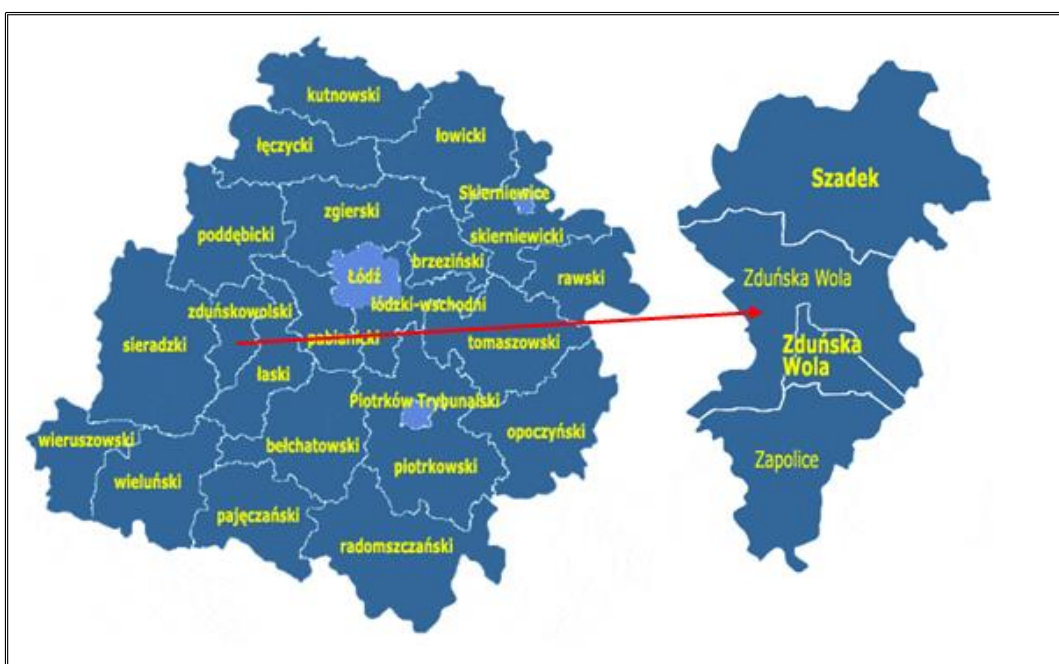 kutnowski
łowicki
łęczycki
Skierniewice
zgierski
poddębicki
skierniewicki
brzeziński
rawski
Łódź
zduńskowolski
łódzki-wschodni
sieradzki
pabianicki
tomaszowski
łaski
Piotrków Trybunalski
opoczyński
wieruszowski
bełchatowski
piotrkowski
wieluński
pajęczański
radomszczański
Szadek
Zduńska Wola
Zduńska
Wola
Zapolice